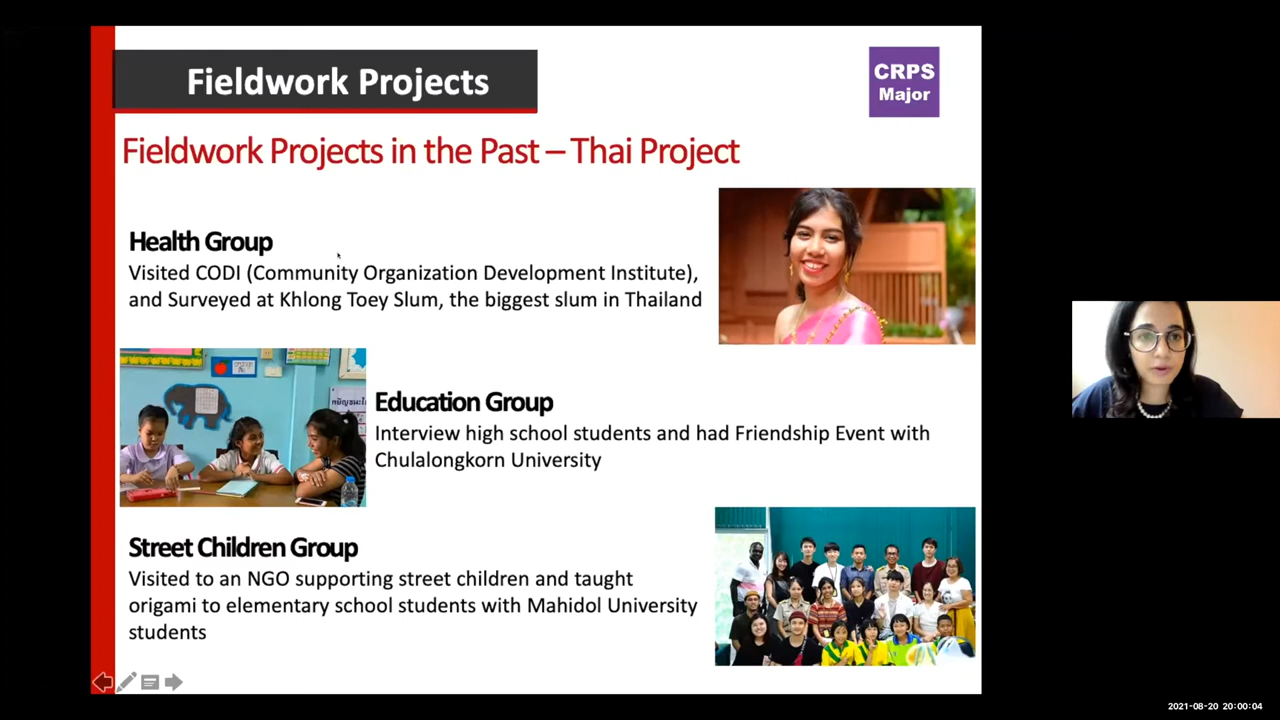 Fieldwork Projects
CRPS
Major
Fieldwork Projects in the Past – Thai Project
Health Group
Visited CODI (Community Organization Development Institute),
and Surveyed at Khlong Toey Slum, the biggest slum in Thailand
Education Group
Interview high school students and had Friendship Event with
Chulalongkorn University
Street Children Group
Visited to an NGO supporting street children and taught
origami to elementary school students with Mahidol University
students
2021-08-20 20:00:04